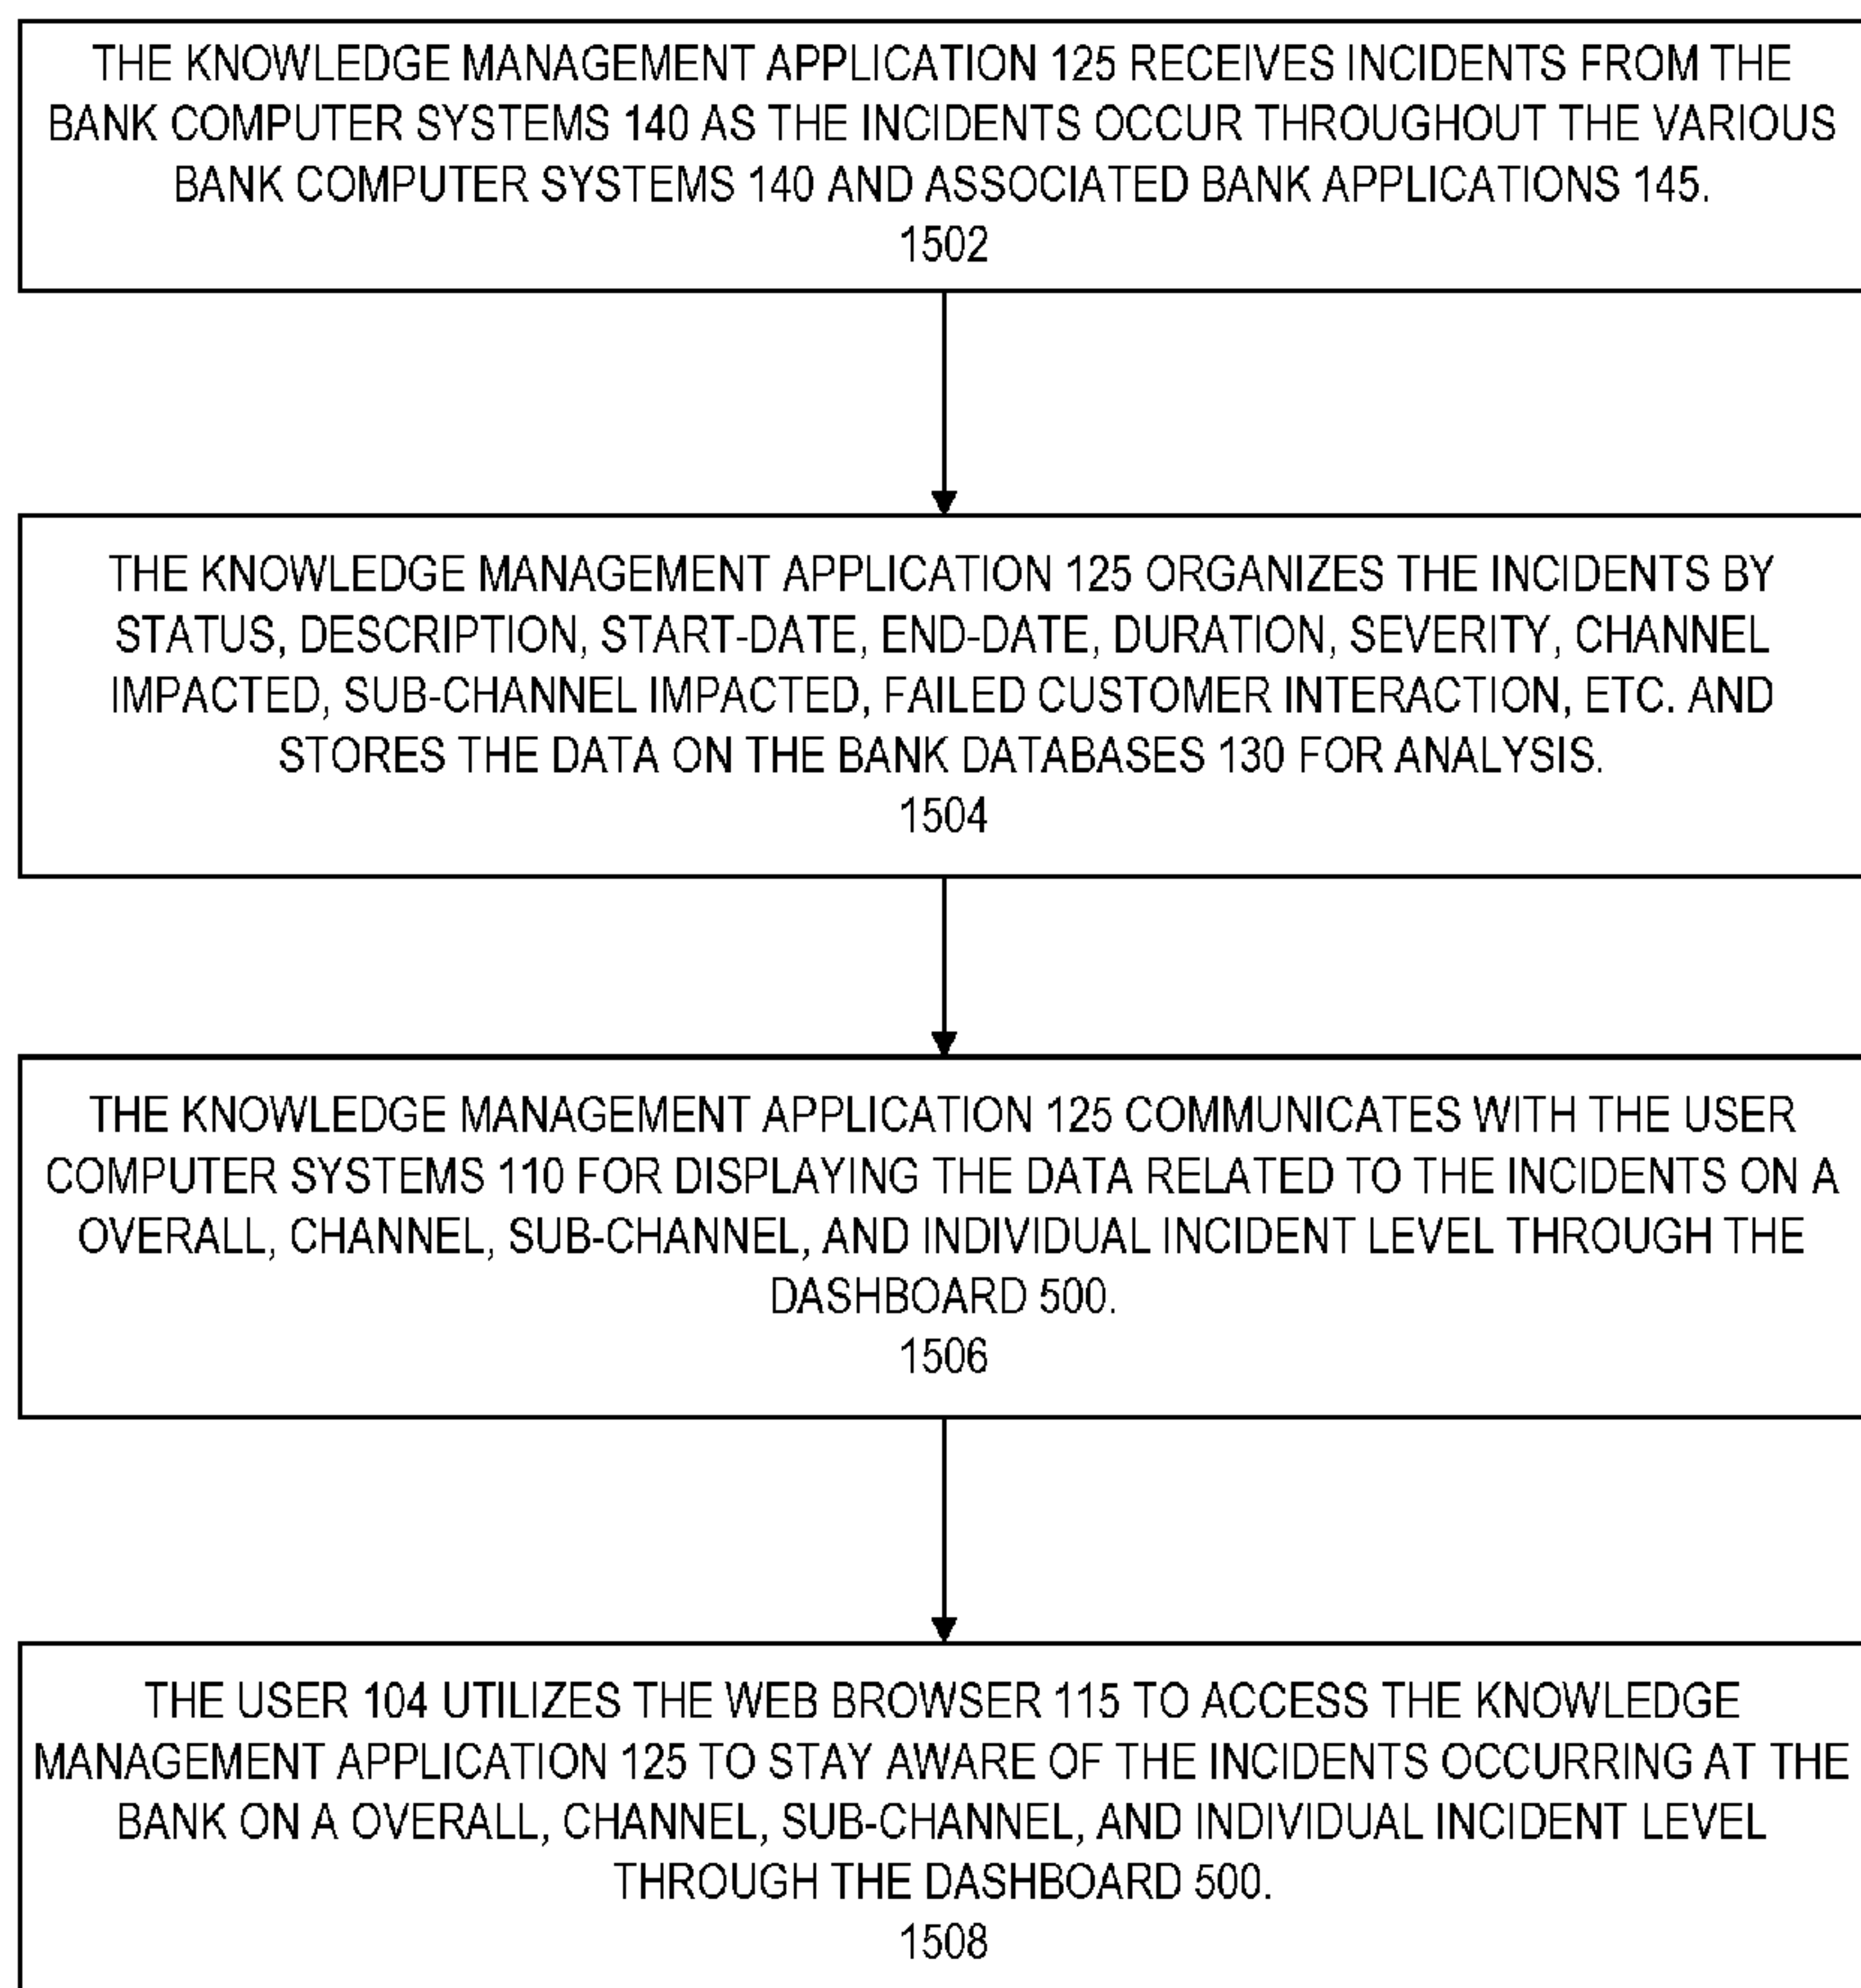 THE KNOWLEDGE MANAGEMENT APPLICATION 125 RECEIVES INCIDENTS FROM THE
BANK COMPUTER SYSTEMS 140 AS THE INCIDENTS OCCUR THROUGHOUT THE VARIOUS
BANK COMPUTER SYSTEMS 140 AND ASSOCIATED BANK APPLICATIONS 145.
1502
THE KNOWLEDGE MANAGEMENT APPLICATION 125 ORGANIZES THE INCIDENTS BY
STATUS, DESCRIPTION, START-DATE, END-DATE, DURATION, SEVERITY, CHANNEL
IMPACTED, SUB-CHANNEL IMPACTED, FAILED CUSTOMER INTERACTION, ETC. AND
STORES THE DATA ON THE BANK DATABASES 130 FOR ANALYSIS.
1504
THE KNOWLEDGE MANAGEMENT APPLICATION 125 COMMUNICATES WITH THE USER
COMPUTER SYSTEMS 110 FOR DISPLAYING THE DATA RELATED TO THE INCIDENTS ON A
OVERALL, CHANNEL, SUB-CHANNEL, AND INDIVIDUAL INCIDENT LEVEL THROUGH THE
DASHBOARD 500.
1506
THE USER 104 UTILIZES THE WEB BROWSER 115 TO ACCESS THE KNOWLEDGE
MANAGEMENT APPLICATION 125 TO STAY AWARE OF THE INCIDENTS OCCURRING AT THE
BANK ON A OVERALL, CHANNEL, SUB-CHANNEL, AND INDIVIDUAL INCIDENT LEVEL
THROUGH THE DASHBOARD 500.
1508